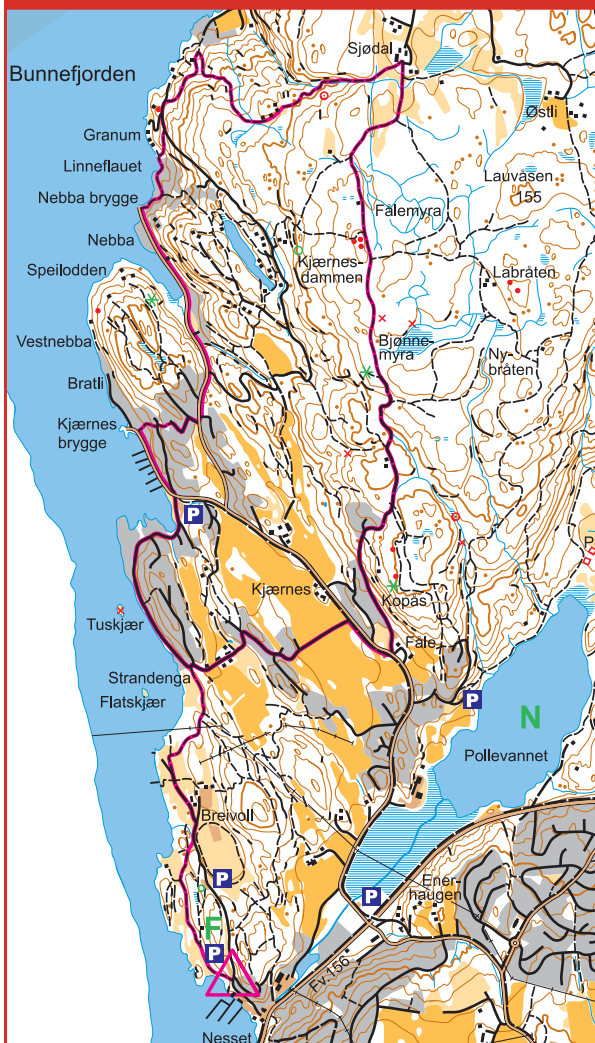 Sjødal
Bunnefjorden
Østli
Granum
Linneflauet
Lauvåsen
155
Nebba brygge
Fålemyra
Nebba
Kjærnes-
dammen
Speilodden
Labråten
Vestnebba
Bjønne-
myra
Ny-
bråten
Bratli
Kjærnes
brygge
P
P
Kjærnes
Kopås
Tuskjær
Fåle
Strandenga
Flatskjær
P
N
Pollevannet
Breivoll
P
Ener-
haugen
P
F
P
Fv 156
Nesset